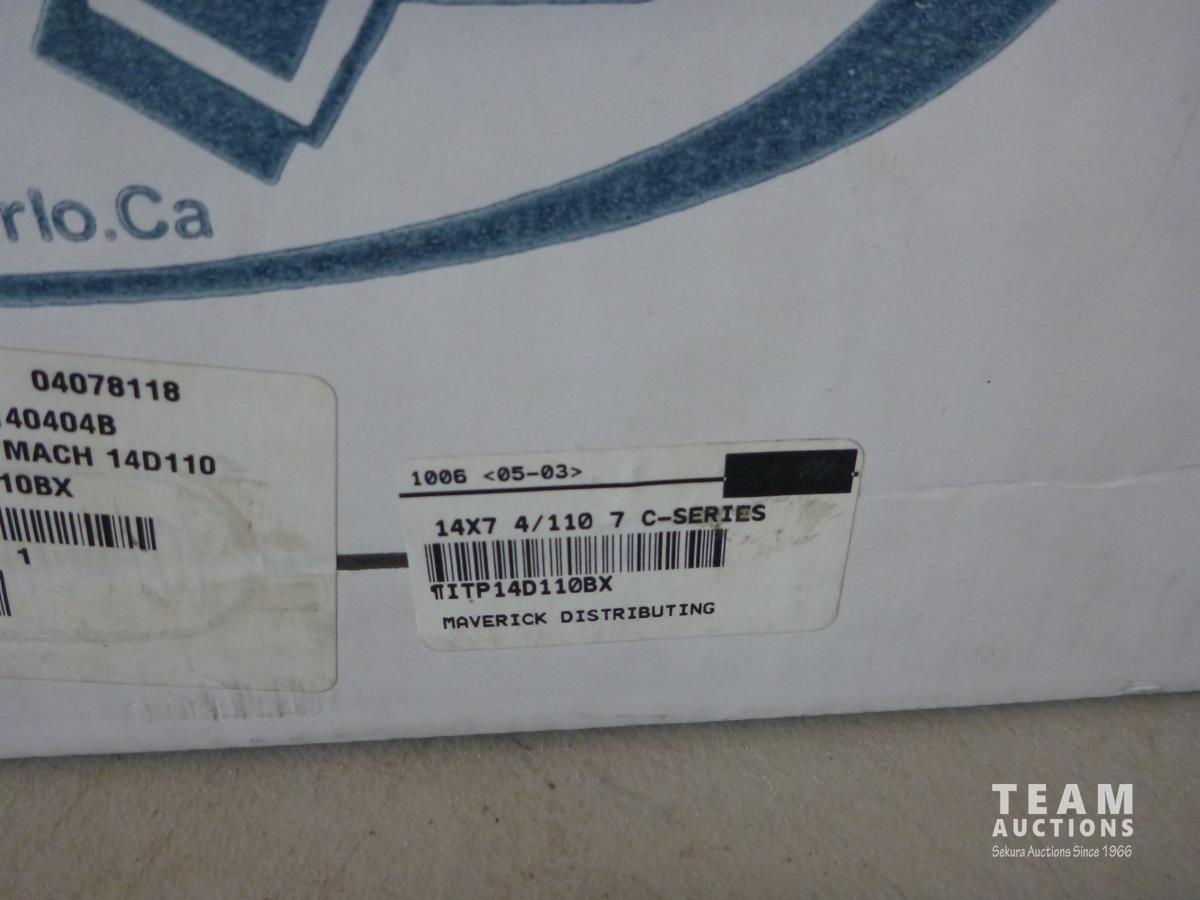 rlo.Ca
04078118
140404B
MACH 14D110
10BX
1
1006 <05-03>
14X7 4/110 7 C-SERIES
¶ITP14D110BX
MAVERICK DISTRIBUTING
TEAM
AUCTIONS
Sekura Auctions Since 1966